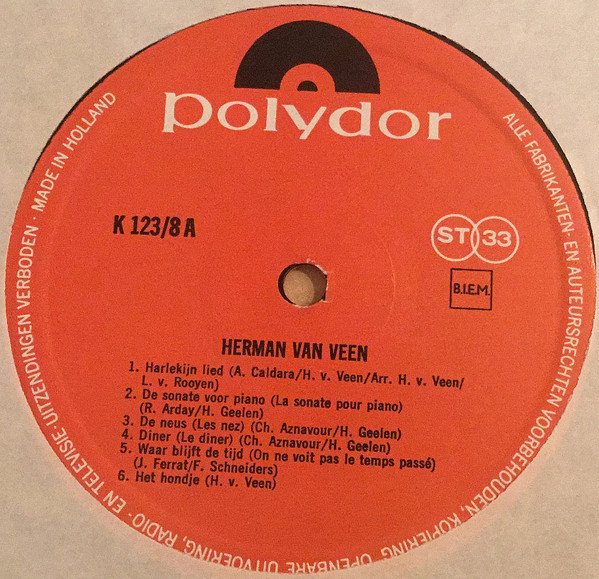 polydor
ALLE FABRIKANTEN- EN AUTEURSRECHTEN VOORBEHOUDEN, KOPIERING, OPENBARE UITVOERING, RADIO- EN TELEVISIE-UITZENDINGEN VERBODEN · MADE IN HOLLAND
K 123/8 A
ST 33
B.I.E.M.
HERMAN VAN VEEN
1. Harlekijn lied (A. Caldara/H. v. Veen/Arr. H. v. Veen/
L. v. Rooyen)
2. De sonate voor piano (La sonate pour piano)
(R. Arday/H. Geelen)
3. De neus (Les nez) (Ch. Aznavour/H. Geelen)
4. Diner (Le diner) (Ch. Aznavour/H. Geelen)
5. Waar blijft de tijd (On ne voit pas le temps passé)
(J. Ferrat/F. Schneiders)
6. Het hondje (H. v. Veen)